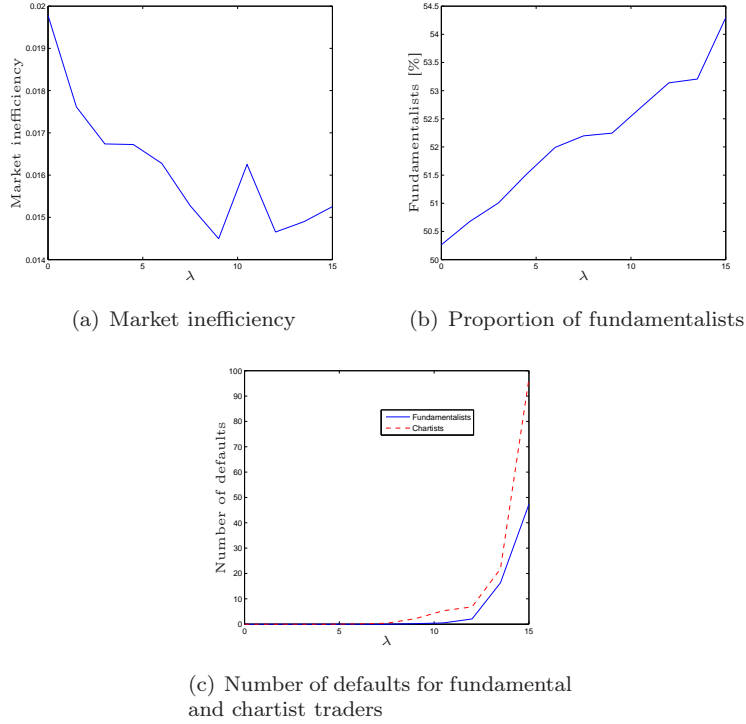 0.02
0.019
0.018
0.017
0.016
0.015
0.014
Market inefficiency
0 5 10 15
λ
(a) Market inefficiency
54.5
54
53.5
53
52.5
52
51.5
51
50.5
50
Fundamentalists [%]
0 5 10 15
λ
(b) Proportion of fundamentalists
100
90
80
70
60
50
40
30
20
10
0
Number of defaults
Fundamentalists
Chartists
0 5 10 15
λ
(c) Number of defaults for fundamental
and chartist traders